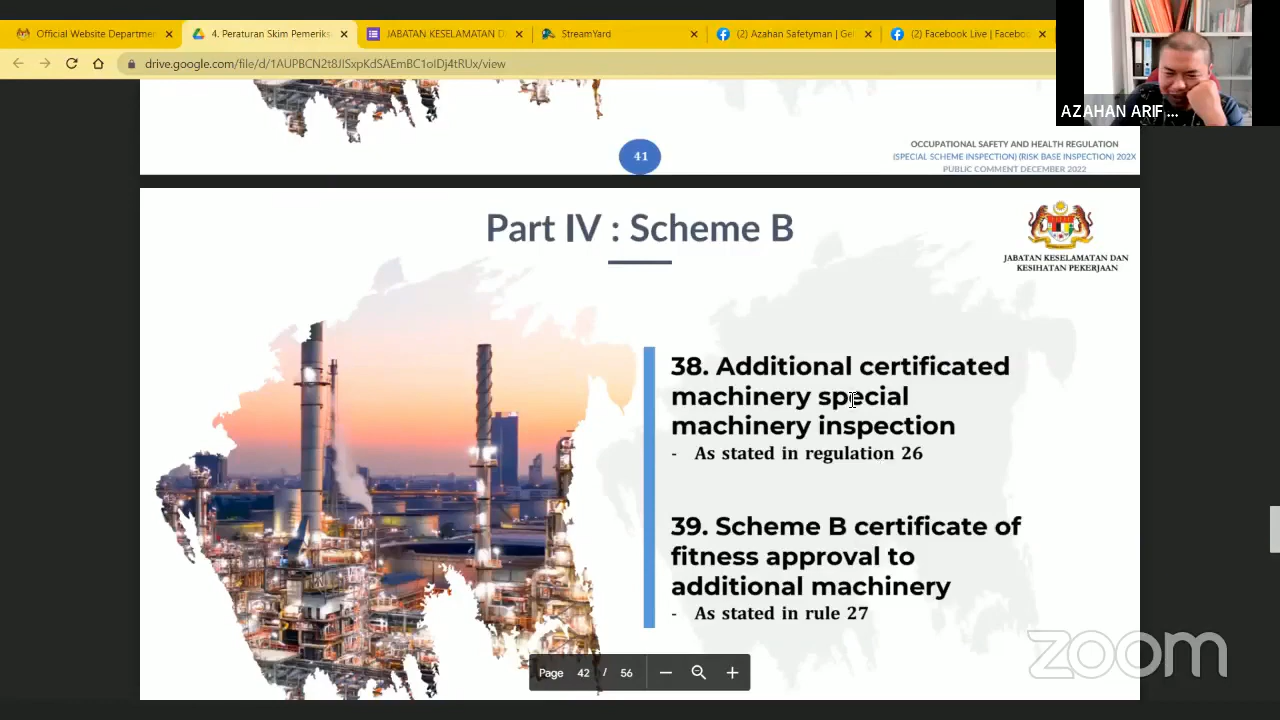 Official Website Departmen
4. Peraturan Skim Pemeriks
JABATAN KESELAMATAN D
StreamYard
(2) Azahan Safetyman | Ge
(2) Facebook Live | Facebo
drive.google.com/file/d/1AUPBCN2t8JISxpKdSAEmBC1oIDj4tRUx/view
AZAHAN ARIF ...
41
OCCUPATIONAL SAFETY AND HEALTH REGULATION
(SPECIAL SCHEME INSPECTION) (RISK BASE INSPECTION) 202X
PUBLIC COMMENT DECEMBER 2022
Part IV : Scheme B
JABATAN KESELAMATAN DAN
KESIHATAN PEKERJAAN
38. Additional certificated
machinery special
machinery inspection
- As stated in regulation 26
39. Scheme B certificate of
fitness approval to
additional machinery
- As stated in rule 27
Page 42 / 56
zoom